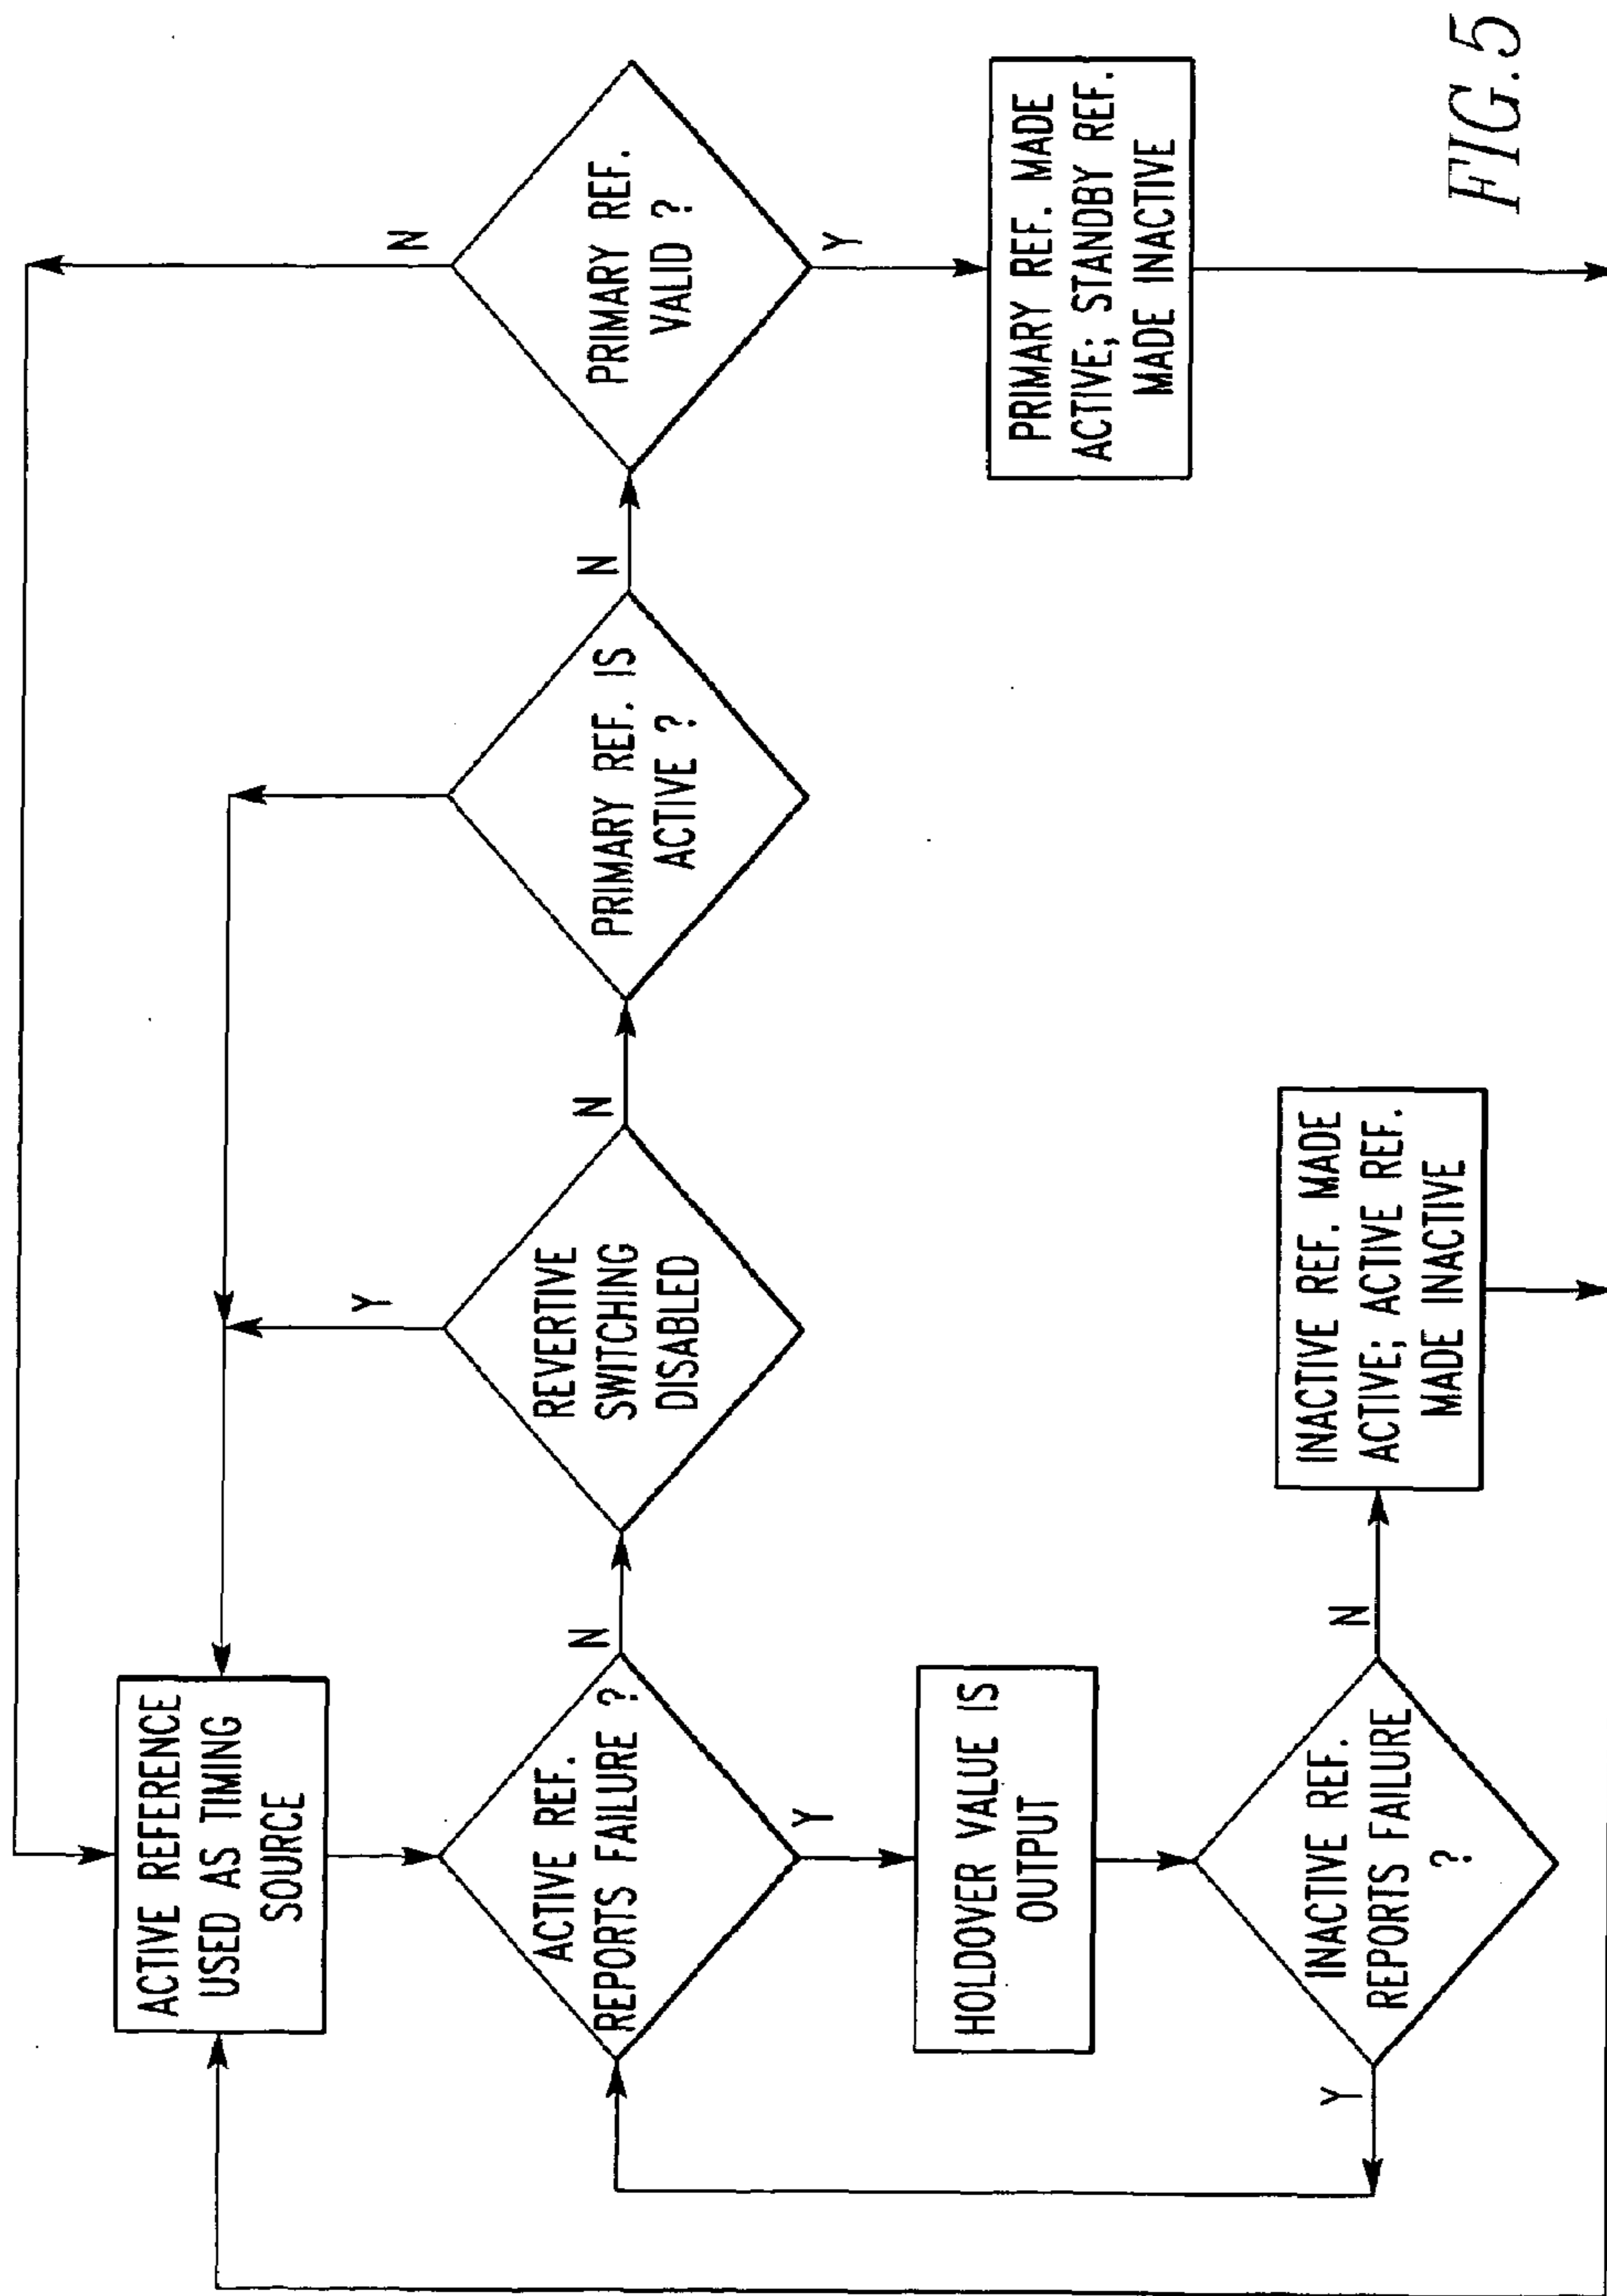 ACTIVE REFERENCE
USED AS TIMING
SOURCE
ACTIVE REF.
REPORTS FAILURE ?
N
Y
REVERTIVE
SWITCHING
DISABLED
Y
N
PRIMARY REF. IS
ACTIVE ?
N
PRIMARY REF.
VALID ?
N
Y
PRIMARY REF. MADE
ACTIVE; STANDBY REF.
MADE INACTIVE
HOLDOVER VALUE IS
OUTPUT
INACTIVE REF.
REPORTS FAILURE
?
Y
N
INACTIVE REF. MADE
ACTIVE; ACTIVE REF.
MADE INACTIVE
FIG.5